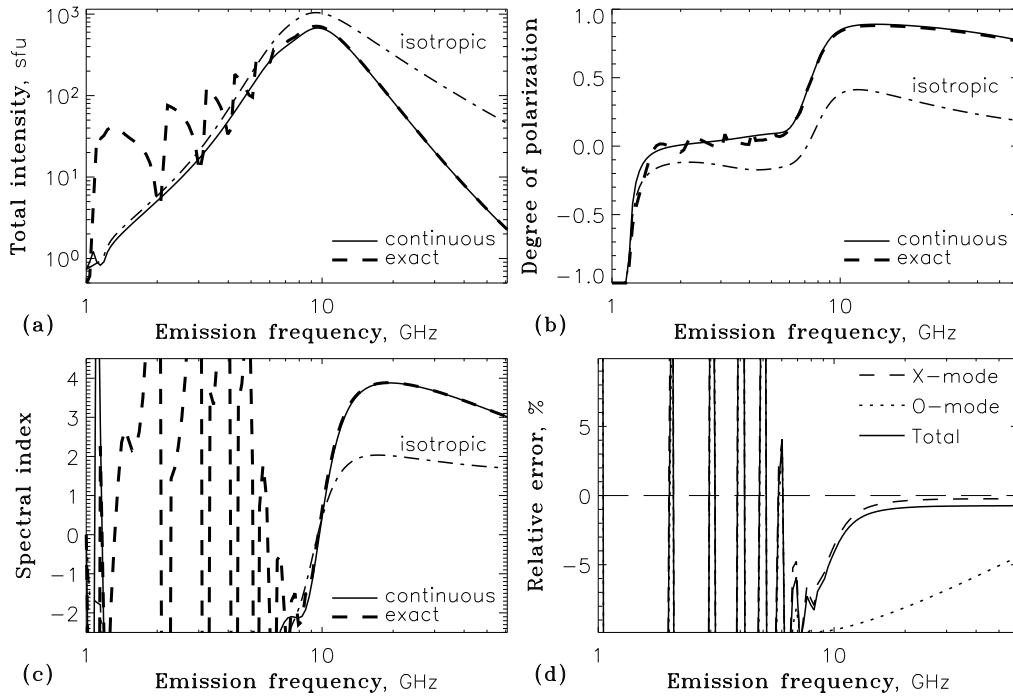 10³
10²
10¹
10⁰
Total intensity, sfu
isotropic
continuous
exact
1
10
Emission frequency, GHz
(a)
1.0
0.5
0.0
−0.5
−1.0
Degree of polarization
isotropic
continuous
exact
1
10
Emission frequency, GHz
(b)
4
3
2
1
0
−1
−2
Spectral index
isotropic
continuous
exact
1
10
Emission frequency, GHz
(c)
5
0
−5
Relative error, %
X−mode
O−mode
Total
1
10
Emission frequency, GHz
(d)